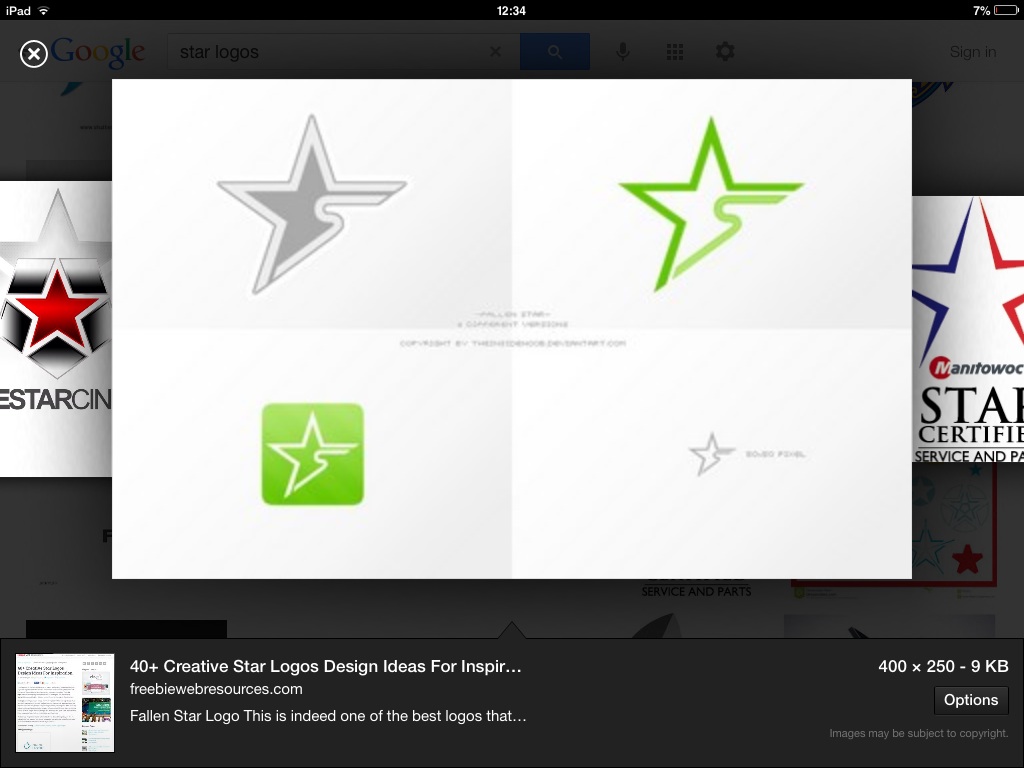 iPad
12:34
7%
Google
star logos
Sign in
-FALLEN STAR-
4 DIFFERENT VERSIONS
COPYRIGHT BY THEINSIDENOOB.DEVIANTART.COM
50x50 PIXEL
ESTARCIN
Manitowoc
STAR
CERTIFIE
SERVICE AND PA
SERVICE AND PARTS
40+ Creative Star Logos Design Ideas For Inspir…
freebiewebresources.com
Fallen Star Logo This is indeed one of the best logos that…
400 × 250 - 9 KB
Options
Images may be subject to copyright.